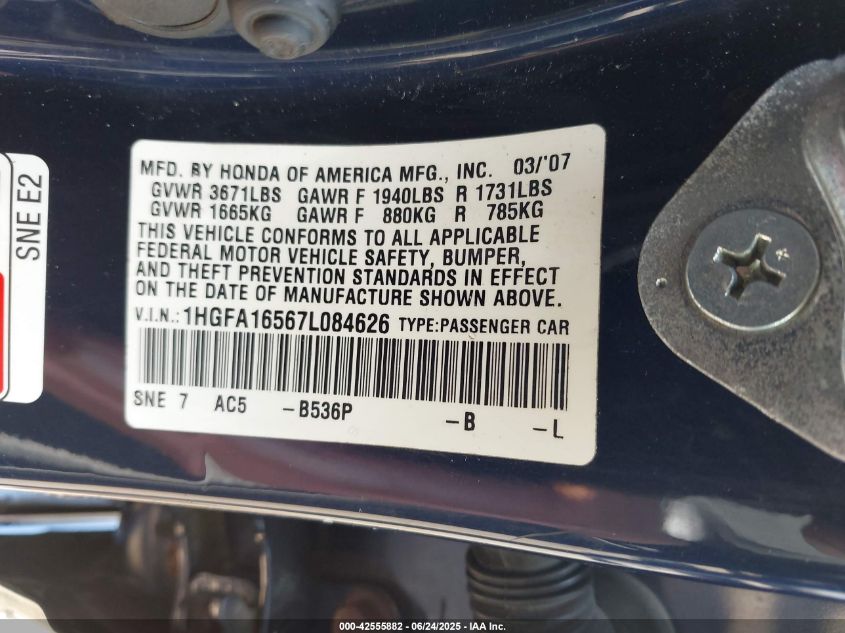 SNE E2
MFD. BY HONDA OF AMERICA MFG., INC. 03/'07
GVWR 3671LBS GAWR F 1940LBS R 1731LBS
GVWR 1665KG GAWR F 880KG R 785KG
THIS VEHICLE CONFORMS TO ALL APPLICABLE
FEDERAL MOTOR VEHICLE SAFETY, BUMPER,
AND THEFT PREVENTION STANDARDS IN EFFECT
ON THE DATE OF MANUFACTURE SHOWN ABOVE.
V.I.N.: 1HGFA16567L084626 TYPE:PASSENGER CAR
SNE 7 AC5 -B536P -B -L
000-42555882 - 06/24/2025 - IAA Inc.